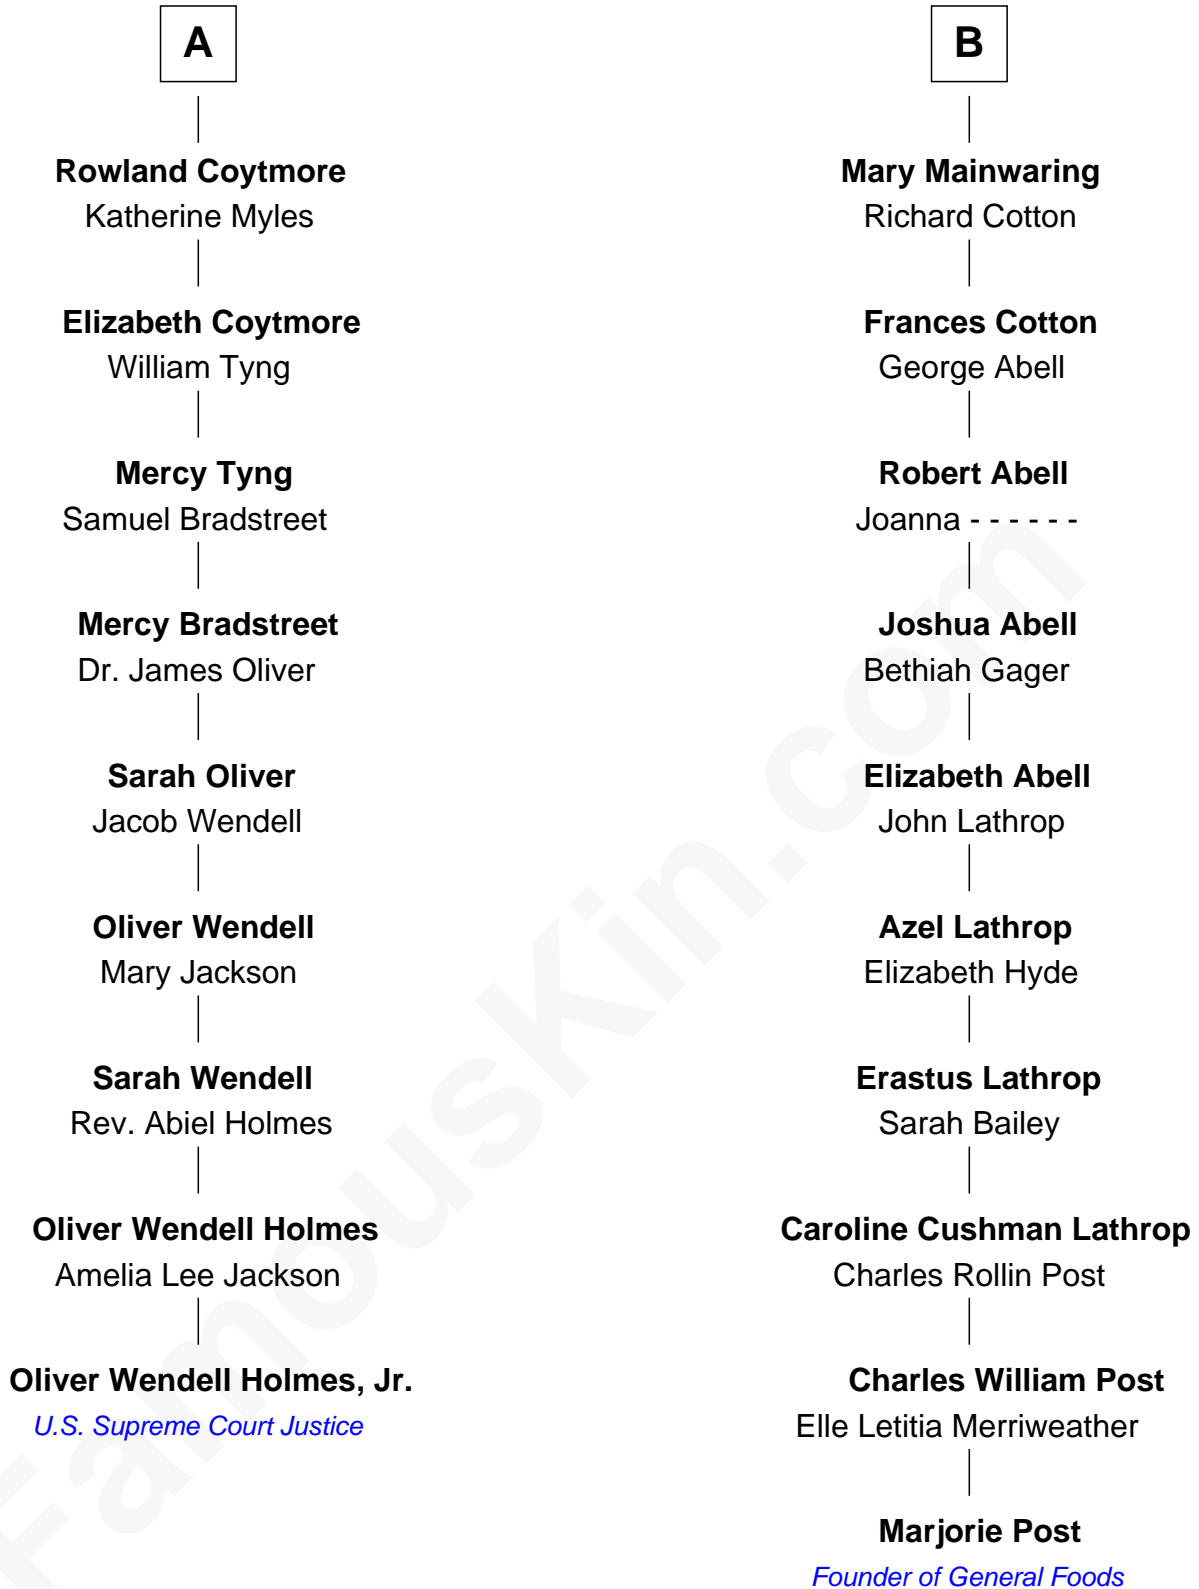 A
Rowland Coytmore
Katherine Myles
Elizabeth Coytmore
William Tyng
Mercy Tyng
Samuel Bradstreet
Mercy Bradstreet
Dr. James Oliver
Sarah Oliver
Jacob Wendell
Oliver Wendell
Mary Jackson
Sarah Wendell
Rev. Abiel Holmes
Oliver Wendell Holmes
Amelia Lee Jackson
Oliver Wendell Holmes, Jr.
U.S. Supreme Court Justice
B
Mary Mainwaring
Richard Cotton
Frances Cotton
George Abell
Robert Abell
Joanna - - - - - -
Joshua Abell
Bethiah Gager
Elizabeth Abell
John Lathrop
Azel Lathrop
Elizabeth Hyde
Erastus Lathrop
Sarah Bailey
Caroline Cushman Lathrop
Charles Rollin Post
Charles William Post
Elle Letitia Merriweather
Marjorie Post
Founder of General Foods
FamousKin.com